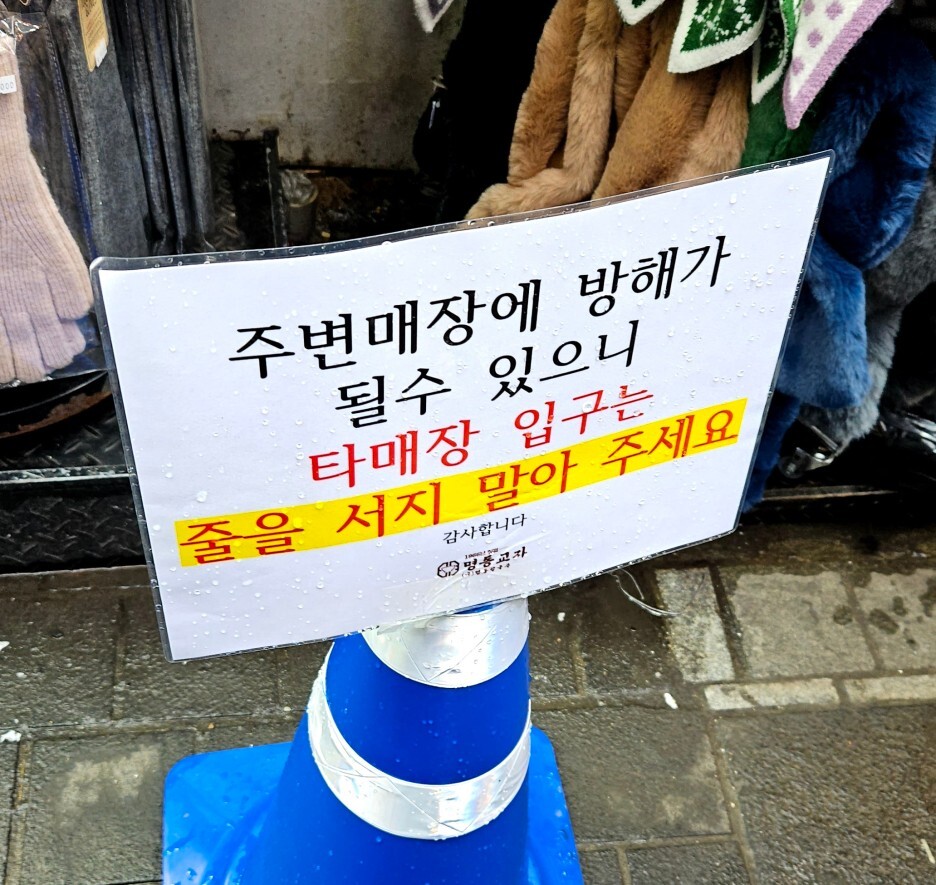 주변매장에 방해가
될수 있으니
타매장 입구는
줄을 서지 말아 주세요
감사합니다
명동교자